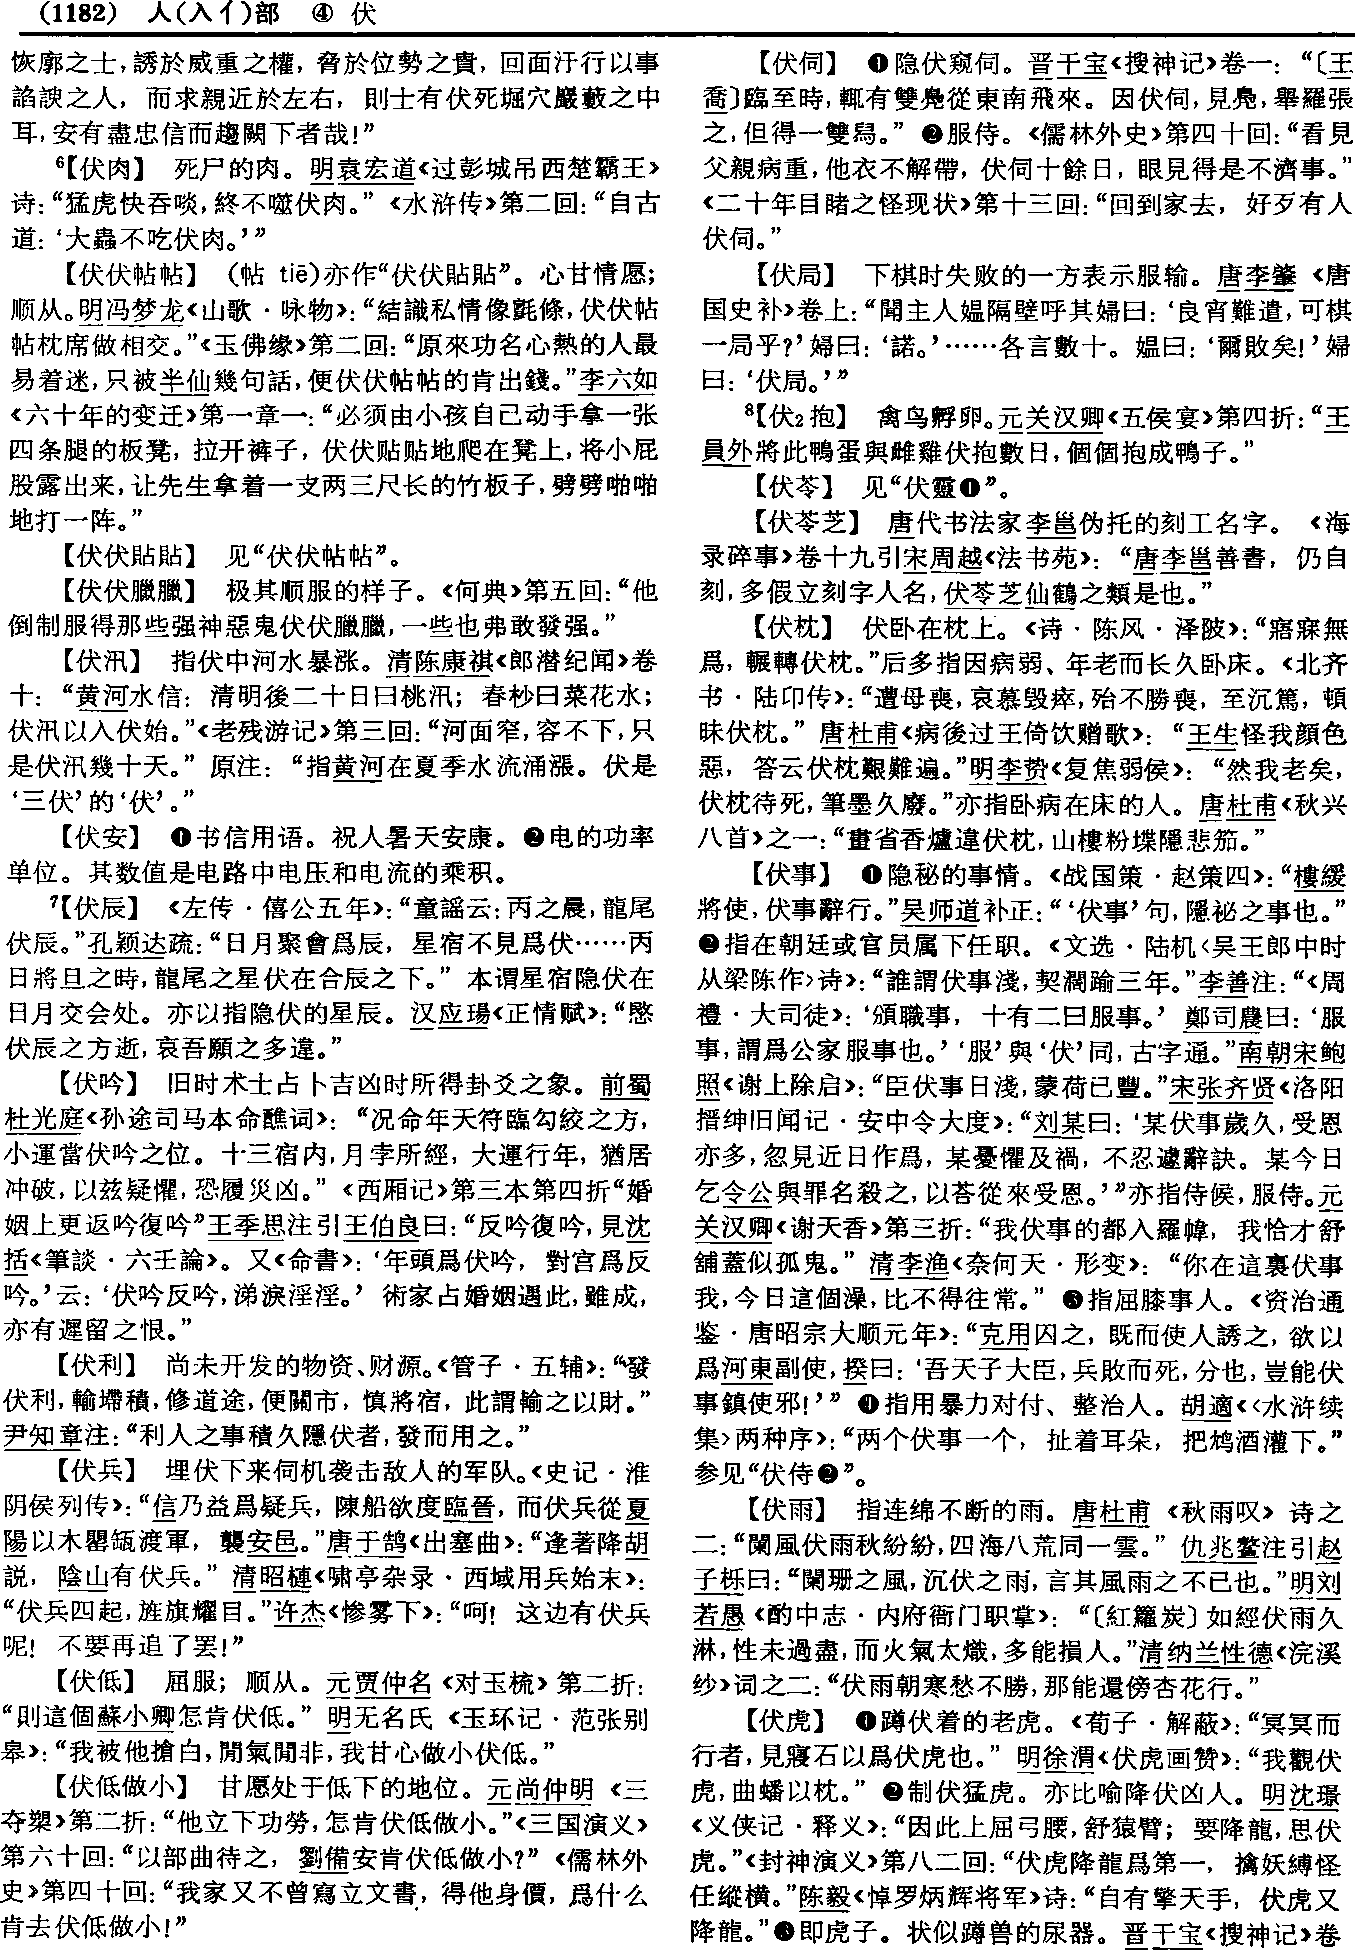 (1182) 人(入亻)部 ④ 伏
恢廓之士，誘於威重之權，脅於位勢之貴，回面汙行以事
諂諛之人，而求親近於左右，則士有伏死堀穴巖藪之中
耳，安有盡忠信而趨闕下者哉！”
⁶【伏肉】 死尸的肉。明袁宏道《过彭城吊西楚霸王》
诗：“猛虎快吞啖，終不噬伏肉。”《水浒传》第二回：“自古
道：‘大蟲不吃伏肉。’”
【伏伏帖帖】 （帖 tiē）亦作“伏伏貼貼”。心甘情愿；
顺从。明冯梦龙《山歌·咏物》：“結識私情像氈條，伏伏帖
帖枕席做相交。”《玉佛缘》第二回：“原來功名心熱的人最
易着迷，只被半仙幾句話，便伏伏帖帖的肯出錢。”李六如
《六十年的变迁》第一章一：“必须由小孩自己动手拿一张
四条腿的板凳，拉开裤子，伏伏贴贴地爬在凳上，将小屁
股露出来，让先生拿着一支两三尺长的竹板子，劈劈啪啪
地打一阵。”
【伏伏貼貼】 见“伏伏帖帖”。
【伏伏臘臘】 极其顺服的样子。《何典》第五回：“他
倒制服得那些强神惡鬼伏伏臘臘，一些也弗敢發强。”
【伏汛】 指伏中河水暴涨。清陈康祺《郎潜纪闻》卷
十：“黄河水信：清明後二十日曰桃汛；春杪曰菜花水；
伏汛以入伏始。”《老残游记》第三回：“河面窄，容不下，只
是伏汛幾十天。”原注：“指黄河在夏季水流涌漲。伏是
‘三伏’的‘伏’。”
【伏安】 ❶书信用语。祝人暑天安康。❷电的功率
单位。其数值是电路中电压和电流的乘积。
⁷【伏辰】 《左传·僖公五年》：“童謡云：丙之晨，龍尾
伏辰。”孔颖达疏：“日月聚會爲辰，星宿不見爲伏……丙
日將旦之時，龍尾之星伏在合辰之下。”本谓星宿隐伏在
日月交会处。亦以指隐伏的星辰。汉应瑒《正情赋》：“愍
伏辰之方逝，哀吾願之多違。”
【伏吟】 旧时术士占卜吉凶时所得卦爻之象。前蜀
杜光庭《孙途司马本命醮词》：“况命年天符臨勾絞之方，
小運當伏吟之位。十三宿内，月孛所經，大運行年，猶居
冲破，以兹疑懼，恐履災凶。”《西厢记》第三本第四折“婚
姻上更返吟復吟”王季思注引王伯良曰：“反吟復吟，見沈
括《筆談·六壬論》。又《命書》：‘年頭爲伏吟，對宫爲反
吟。’云：‘伏吟反吟，涕淚淫淫。’術家占婚姻遇此，雖成，
亦有遲留之恨。”
【伏利】 尚未开发的物资、财源。《管子·五辅》：“發
伏利，輸墆積，修道途，便關市，慎將宿，此謂輸之以財。”
尹知章注：“利人之事積久隱伏者，發而用之。”
【伏兵】 埋伏下来伺机袭击敌人的军队。《史记·淮
阴侯列传》：“信乃益爲疑兵，陳船欲度臨晉，而伏兵從夏
陽以木罌缻渡軍，襲安邑。”唐于鹄《出塞曲》：“逢著降胡
説，陰山有伏兵。”清昭槤《啸亭杂录·西域用兵始末》：
“伏兵四起，旌旗耀目。”许杰《惨雾下》：“呵！这边有伏兵
呢！不要再追了罢！”
【伏低】 屈服；顺从。元贾仲名《对玉梳》第二折：
“則這個蘇小卿怎肯伏低。”明无名氏《玉环记·范张别
皋》：“我被他搶白，閒氣閒非，我甘心做小伏低。”
【伏低做小】 甘愿处于低下的地位。元尚仲明《三
夺槊》第二折：“他立下功勞，怎肯伏低做小。”《三国演义》
第六十回：“以部曲待之，劉備安肯伏低做小？”《儒林外
史》第四十回：“我家又不曾寫立文書，得他身價，爲什么
肯去伏低做小！”
【伏伺】 ❶隐伏窥伺。晋干宝《搜神记》卷一：“〔王
喬〕臨至時，輒有雙鳧從東南飛來。因伏伺，見鳧，舉羅張
之，但得一雙舄。”❷服侍。《儒林外史》第四十回：“看見
父親病重，他衣不解帶，伏伺十餘日，眼見得是不濟事。”
《二十年目睹之怪现状》第十三回：“回到家去，好歹有人
伏伺。”
【伏局】 下棋时失败的一方表示服输。唐李肇《唐
国史补》卷上：“聞主人媪隔壁呼其婦曰：‘良宵難遣，可棋
一局乎？’婦曰：‘諾。’……各言數十。媪曰：‘爾敗矣！’婦
曰：‘伏局。’”
⁸【伏₂抱】 禽鸟孵卵。元关汉卿《五侯宴》第四折：“王
員外將此鴨蛋與雌雞伏抱數日，個個抱成鴨子。”
【伏苓】 见“伏靈❶”。
【伏苓芝】 唐代书法家李邕伪托的刻工名字。《海
录碎事》卷十九引宋周越《法书苑》：“唐李邕善書，仍自
刻，多假立刻字人名，伏苓芝仙鶴之類是也。”
【伏枕】 伏卧在枕上。《诗·陈风·泽陂》：“寤寐無
爲，輾轉伏枕。”后多指因病弱、年老而长久卧床。《北齐
书·陆卬传》：“遭母喪，哀慕毁瘁，殆不勝喪，至沉篤，頓
昧伏枕。”唐杜甫《病後过王倚饮赠歌》：“王生怪我顔色
惡，答云伏枕艱難遍。”明李贽《复焦弱侯》：“然我老矣，
伏枕待死，筆墨久廢。”亦指卧病在床的人。唐杜甫《秋兴
八首》之一：“畫省香爐違伏枕，山樓粉堞隱悲笳。”
【伏事】 ❶隐秘的事情。《战国策·赵策四》：“樓緩
將使，伏事辭行。”吴师道补正：“‘伏事’句，隱祕之事也。”
❷指在朝廷或官员属下任职。《文选·陆机〈吴王郎中时
从梁陈作〉诗》：“誰謂伏事淺，契濶踰三年。”李善注：“《周
禮·大司徒》：‘頒職事，十有二曰服事。’鄭司農曰：‘服
事，謂爲公家服事也。’‘服’與‘伏’同，古字通。”南朝宋鲍
照《谢上除启》：“臣伏事日淺，蒙荷已豐。”宋张齐贤《洛阳
搢绅旧闻记·安中令大度》：“刘某曰：‘某伏事歲久，受恩
亦多，忽見近日作爲，某憂懼及禍，不忍遽辭訣。某今日
乞令公與罪名殺之，以荅從來受恩。’”亦指侍候，服侍。元
关汉卿《谢天香》第三折：“我伏事的都入羅幃，我恰才舒
鋪蓋似孤鬼。”清李渔《奈何天·形变》：“你在這裏伏事
我，今日這個澡，比不得往常。”❸指屈膝事人。《资治通
鉴·唐昭宗大顺元年》：“克用囚之，既而使人誘之，欲以
爲河東副使，揆曰：‘吾天子大臣，兵敗而死，分也，豈能伏
事鎮使邪！’”❹指用暴力对付、整治人。胡適《〈水浒续
集〉两种序》：“两个伏事一个，扯着耳朵，把鸩酒灌下。”
参见“伏侍❷”。
【伏雨】 指连绵不断的雨。唐杜甫《秋雨叹》诗之
二：“闌風伏雨秋紛紛，四海八荒同一雲。”仇兆鳌注引赵
子栎曰：“闌珊之風，沉伏之雨，言其風雨之不已也。”明刘
若愚《酌中志·内府衙门职掌》：“〔紅籮炭〕如經伏雨久
淋，性未過盡，而火氣太熾，多能損人。”清纳兰性德《浣溪
纱》词之二：“伏雨朝寒愁不勝，那能還傍杏花行。”
【伏虎】 ❶蹲伏着的老虎。《荀子·解蔽》：“冥冥而
行者，見寢石以爲伏虎也。”明徐渭《伏虎画赞》：“我觀伏
虎，曲蟠以枕。”❷制伏猛虎。亦比喻降伏凶人。明沈璟
《义侠记·释义》：“因此上屈弓腰，舒猿臂；要降龍，思伏
虎。”《封神演义》第八二回：“伏虎降龍爲第一，擒妖縛怪
任縱横。”陈毅《悼罗炳辉将军》诗：“自有擎天手，伏虎又
降龍。”❸即虎子。状似蹲兽的尿器。晋干宝《搜神记》卷